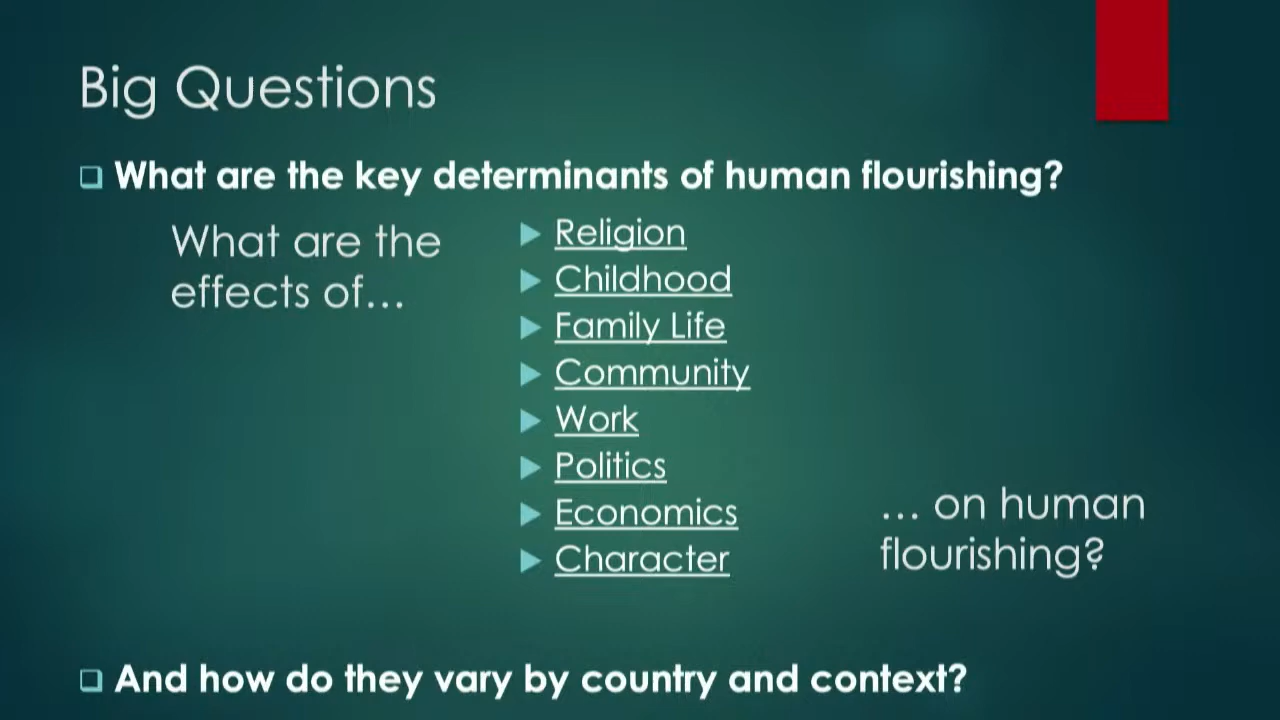 Big Questions
What are the key determinants of human flourishing?
What are the
effects of…
Religion
Childhood
Family Life
Community
Work
Politics
Economics
Character
… on human
flourishing?
And how do they vary by country and context?